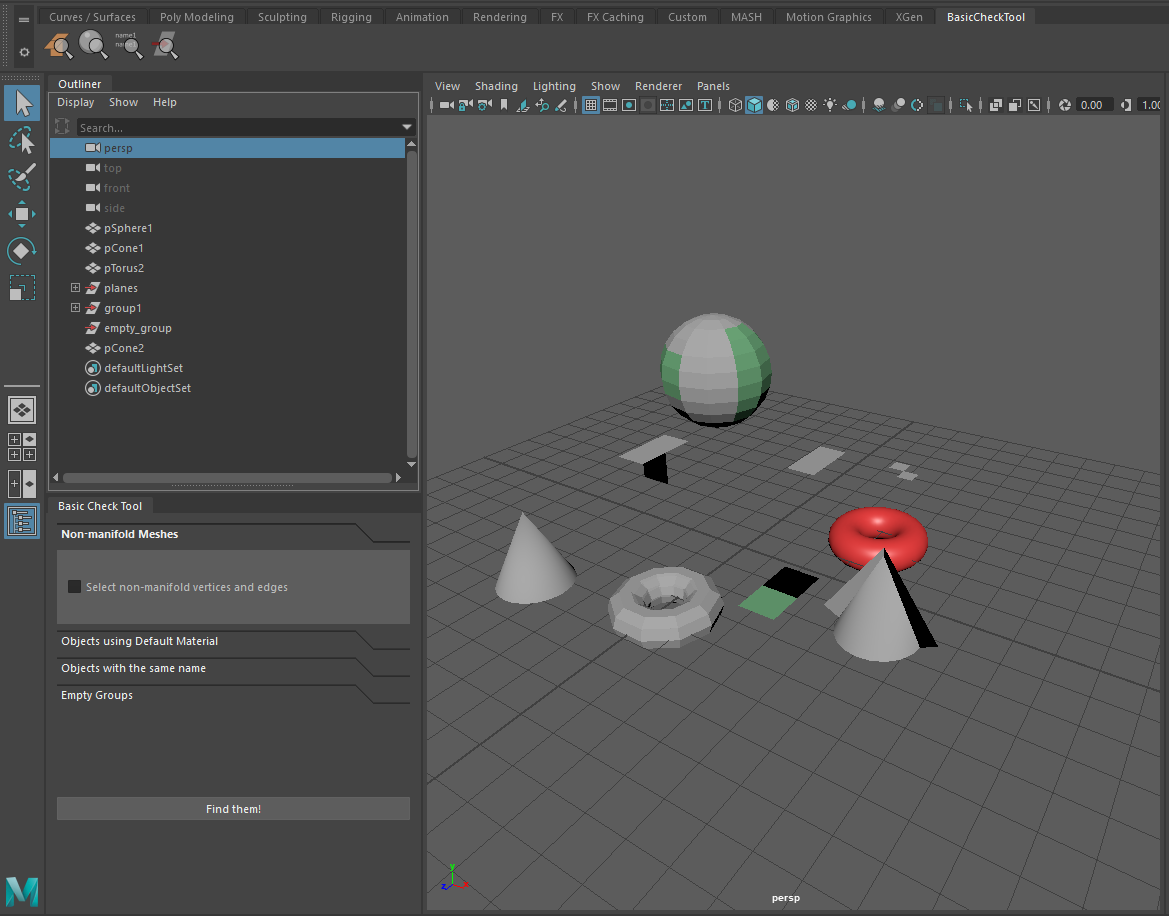 Curves / Surfaces Poly Modeling Sculpting Rigging Animation Rendering FX FX Caching Custom MASH Motion Graphics XGen BasicCheckTool
name1
name1
Outliner
Display Show Help
Search...
persp
top
front
side
pSphere1
pCone1
pTorus2
planes
group1
empty_group
pCone2
defaultLightSet
defaultObjectSet
Basic Check Tool
Non-manifold Meshes
Select non-manifold vertices and edges
Objects using Default Material
Objects with the same name
Empty Groups
Find them!
View Shading Lighting Show Renderer Panels
0.00 1.00
y
z x
persp